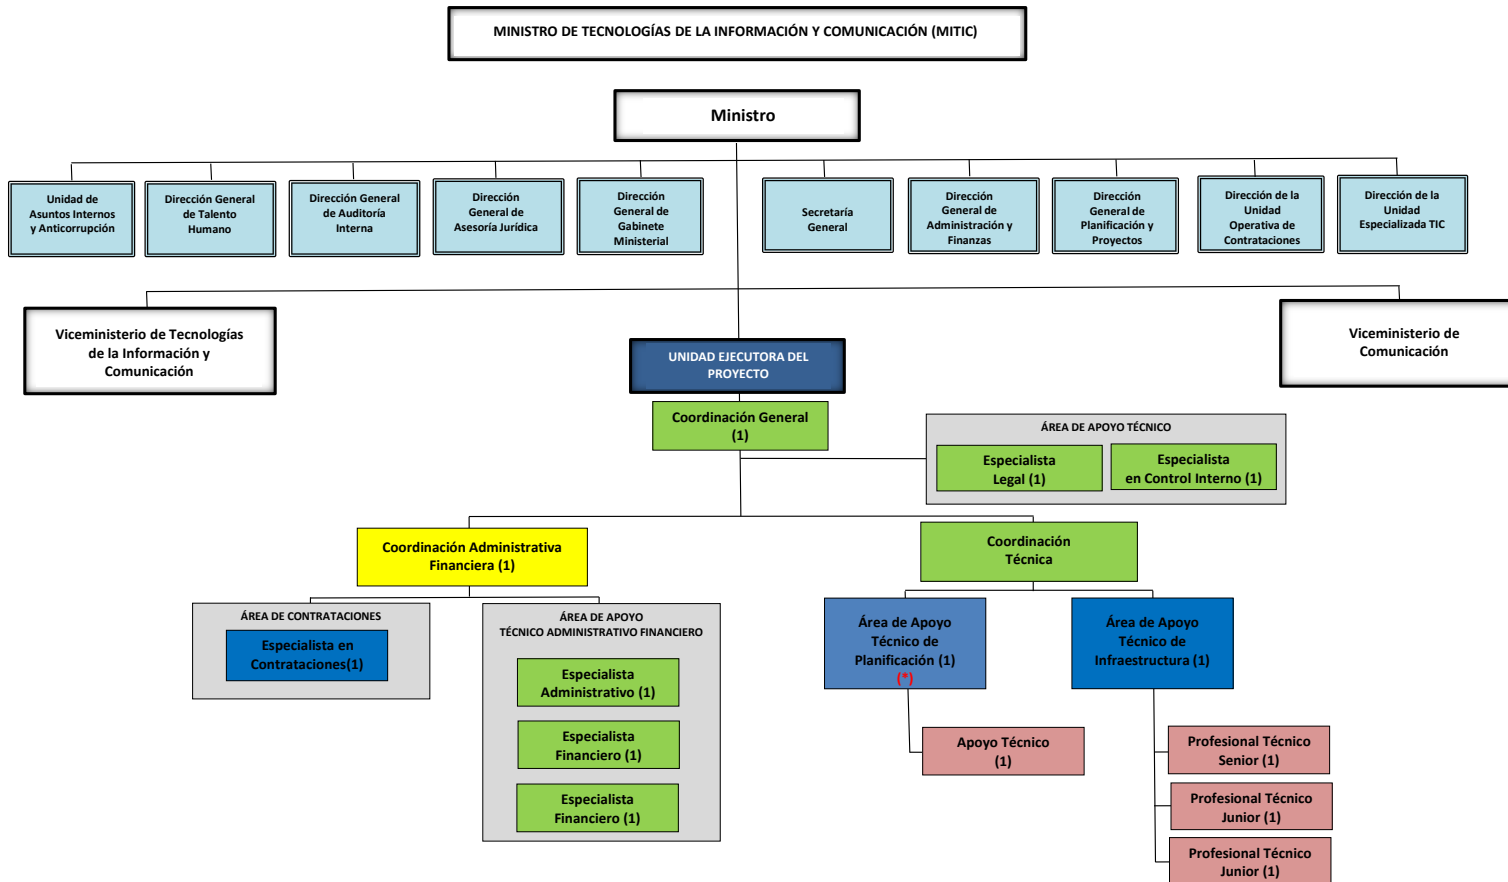 MINISTRO DE TECNOLOGÍAS DE LA INFORMACIÓN Y COMUNICACIÓN (MITIC)
Ministro
Unidad de
Asuntos Internos
y Anticorrupción
Dirección General
de Talento
Humano
Dirección General
de Auditoría
Interna
Dirección
General de
Asesoría Jurídica
Dirección
General de
Gabinete
Ministerial
Secretaría
General
Dirección
General de
Administración y
Finanzas
Dirección
General de
Planificación y
Proyectos
Dirección de la
Unidad
Operativa de
Contrataciones
Dirección de la
Unidad
Especializada TIC
Viceministerio de Tecnologías
de la Información y
Comunicación
UNIDAD EJECUTORA DEL
PROYECTO
Viceministerio de
Comunicación
Coordinación General
(1)
ÁREA DE APOYO TÉCNICO
Especialista
Legal (1)
Especialista
en Control Interno (1)
Coordinación Administrativa
Financiera (1)
Coordinación
Técnica
ÁREA DE CONTRATACIONES
Especialista en
Contrataciones(1)
ÁREA DE APOYO
TÉCNICO ADMINISTRATIVO FINANCIERO
Especialista
Administrativo (1)
Especialista
Financiero (1)
Especialista
Financiero (1)
Área de Apoyo
Técnico de
Planificación (1)
(*)
Apoyo Técnico
(1)
Área de Apoyo
Técnico de
Infraestructura (1)
Profesional Técnico
Senior (1)
Profesional Técnico
Junior (1)
Profesional Técnico
Junior (1)